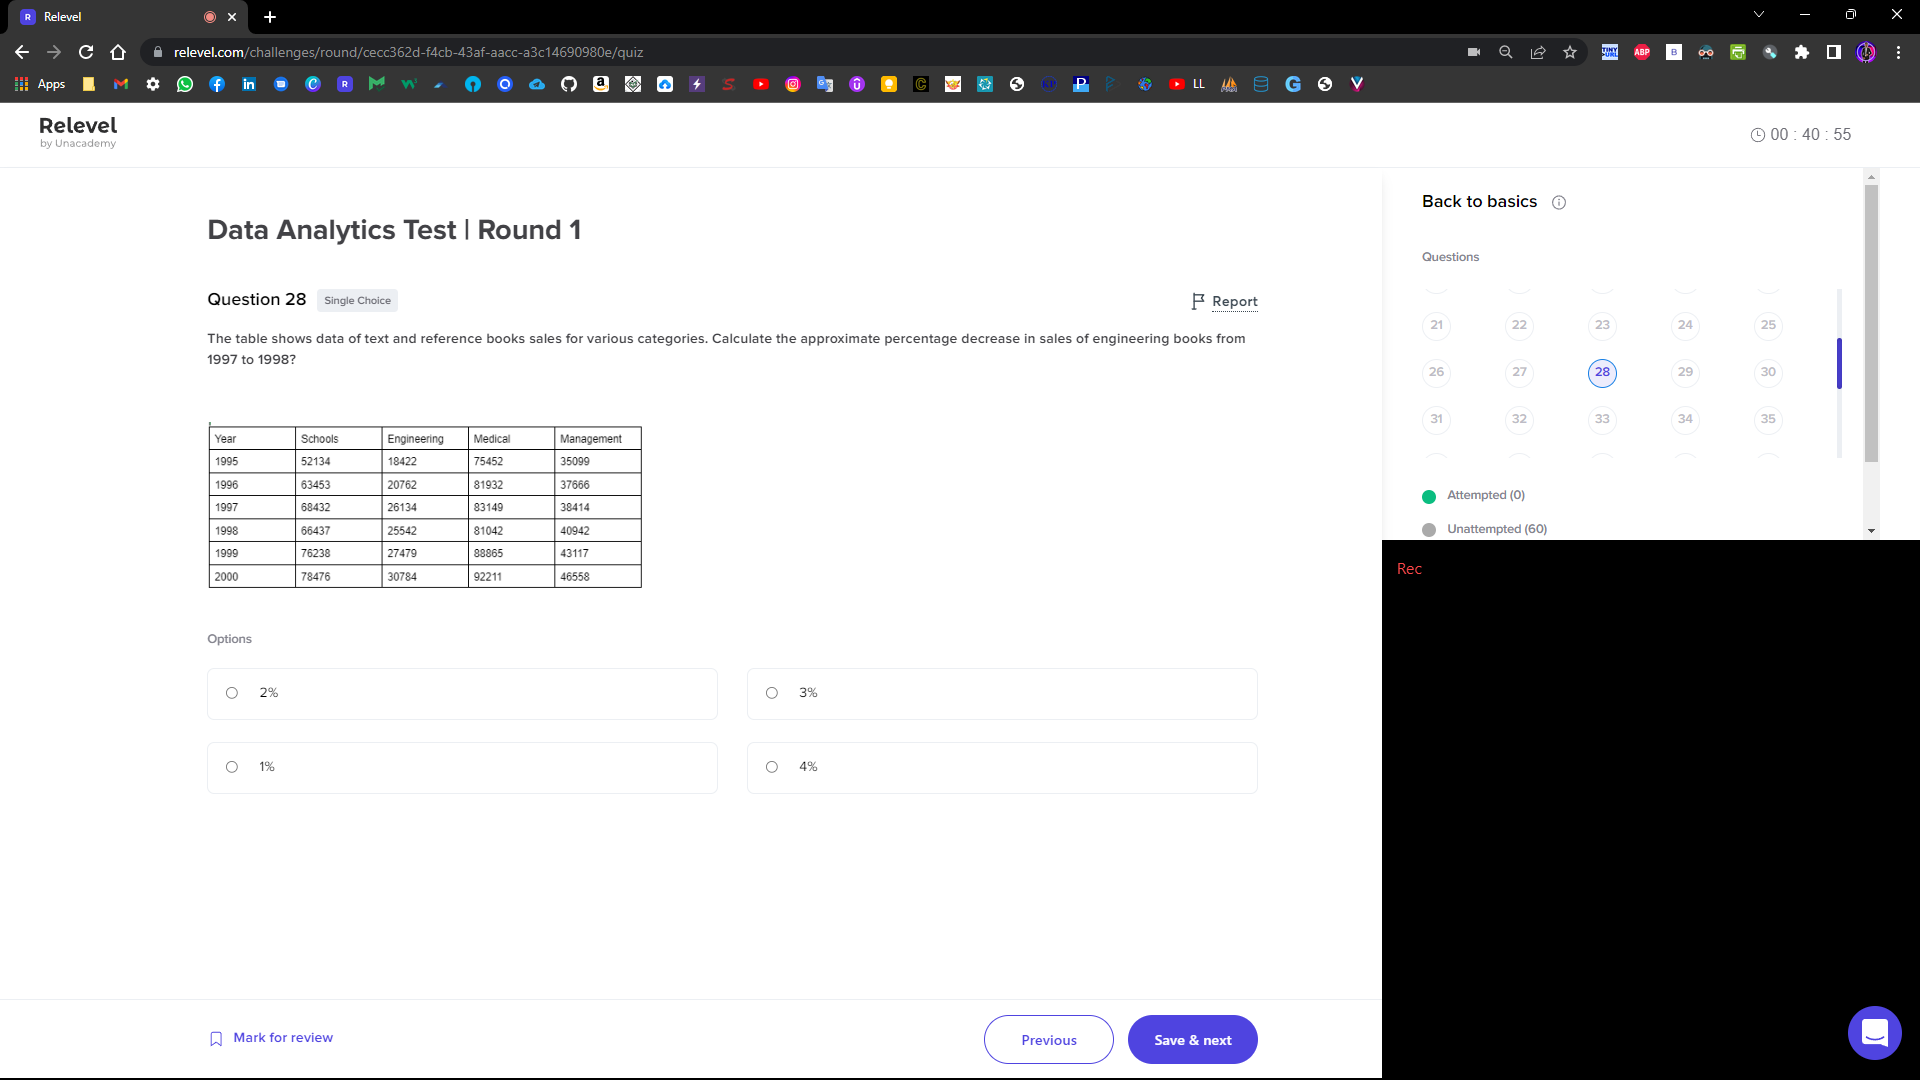 Relevel
relevel.com/challenges/round/cecc362d-f4cb-43af-aacc-a3c14690980e/quiz
Apps
LL
Relevel
by Unacademy
00 : 40 : 55
Data Analytics Test | Round 1
Question 28
Single Choice
Report
The table shows data of text and reference books sales for various categories. Calculate the approximate percentage decrease in sales of engineering books from
1997 to 1998?
Year Schools Engineering Medical Management
1995 52134 18422 75452 35099
1996 63453 20762 81932 37666
1997 68432 26134 83149 38414
1998 66437 25542 81042 40942
1999 76238 27479 88865 43117
2000 78476 30784 92211 46558
Options
2%
3%
1%
4%
Mark for review
Previous
Save & next
Back to basics
Questions
21 22 23 24 25
26 27 28 29 30
31 32 33 34 35
Attempted (0)
Unattempted (60)
Rec